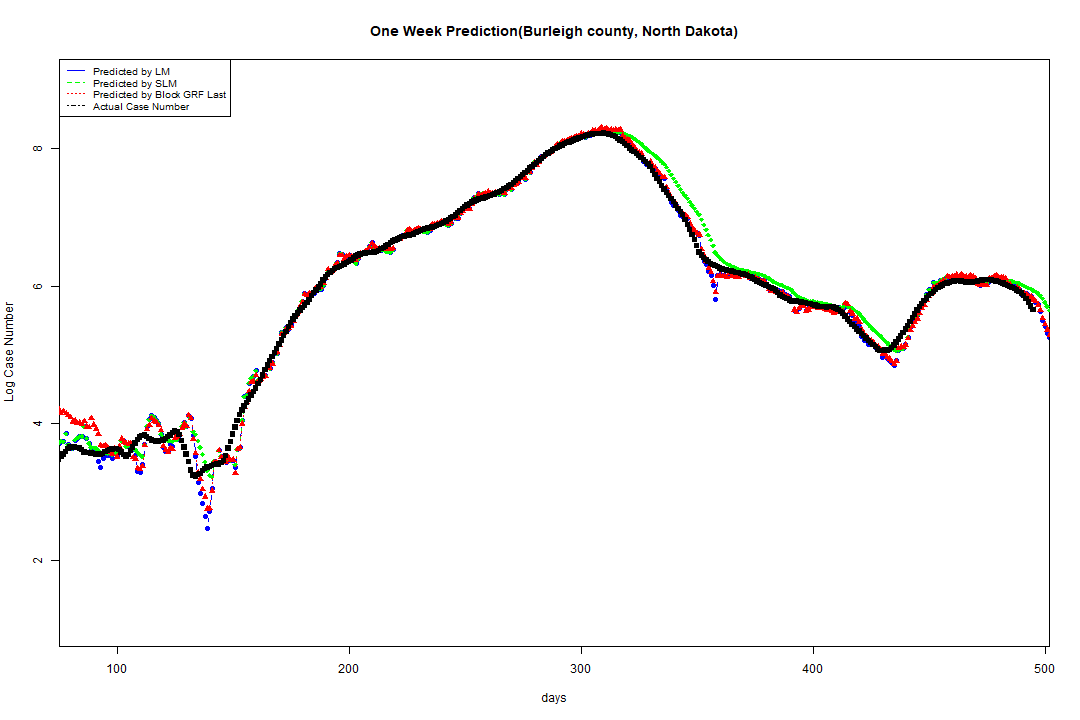 One Week Prediction(Burleigh county, North Dakota)
Predicted by LM
Predicted by SLM
Predicted by Block GRF Last
Actual Case Number
8
6
4
2
Log Case Number
100 200 300 400 500
days